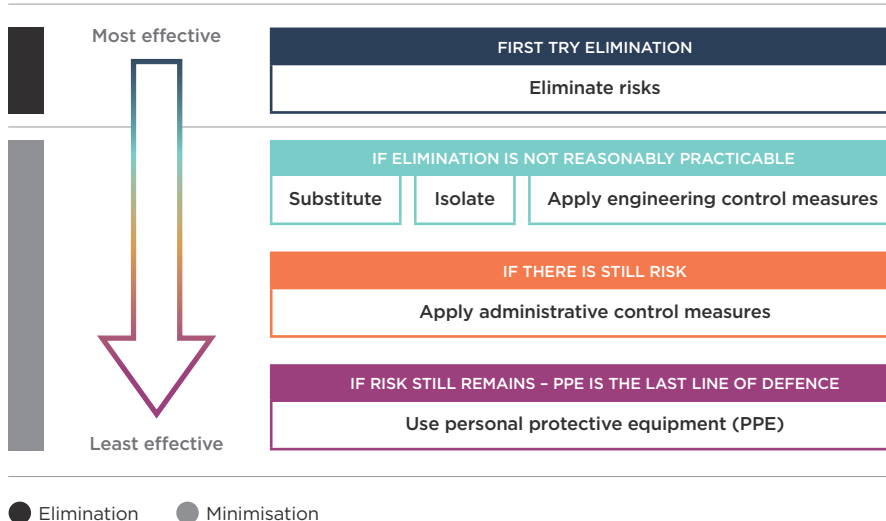 Most effective
FIRST TRY ELIMINATION
Eliminate risks
IF ELIMINATION IS NOT REASONABLY PRACTICABLE
Substitute
Isolate
Apply engineering control measures
IF THERE IS STILL RISK
Apply administrative control measures
IF RISK STILL REMAINS – PPE IS THE LAST LINE OF DEFENCE
Use personal protective equipment (PPE)
Least effective
Elimination
Minimisation